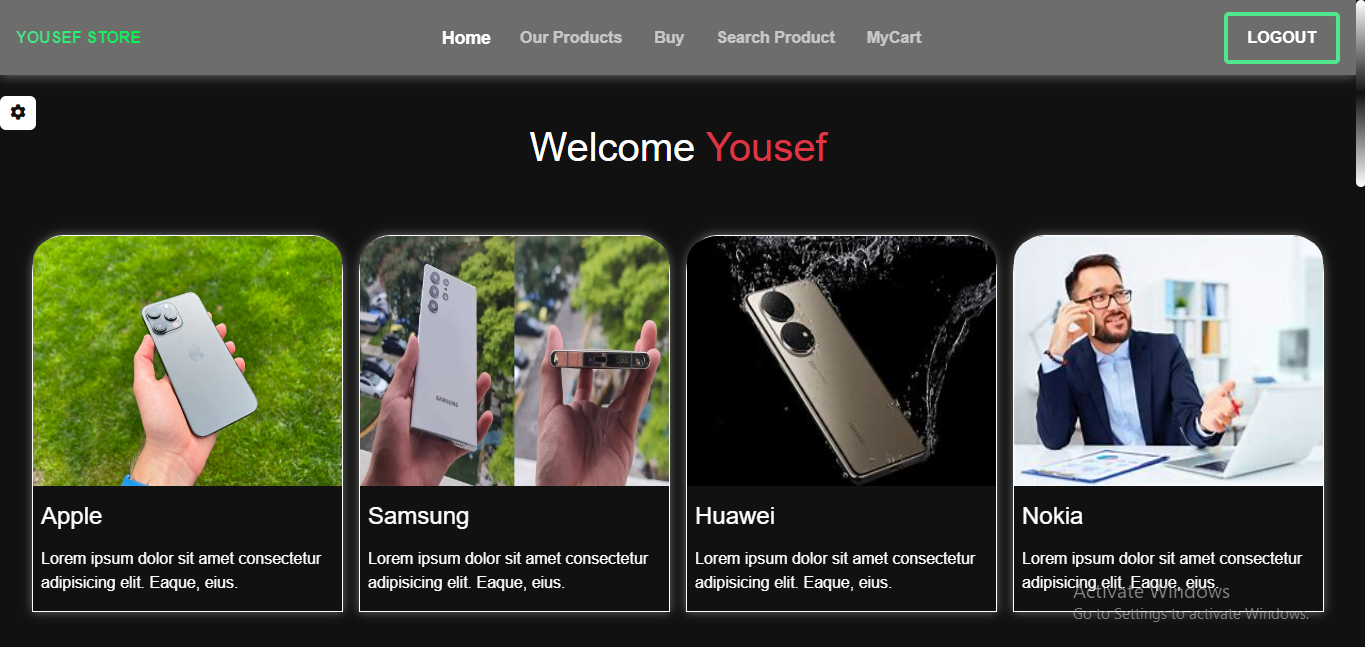 YOUSEF STORE
Home
Our Products
Buy
Search Product
MyCart
LOGOUT
Welcome Yousef
SAMSUNG
Apple
Lorem ipsum dolor sit amet consectetur
adipisicing elit. Eaque, eius.
Samsung
Lorem ipsum dolor sit amet consectetur
adipisicing elit. Eaque, eius.
Huawei
Lorem ipsum dolor sit amet consectetur
adipisicing elit. Eaque, eius.
Nokia
Lorem ipsum dolor sit amet consectetur
adipisicing elit. Eaque, eius.
Activate Windows
Go to Settings to activate Windows.